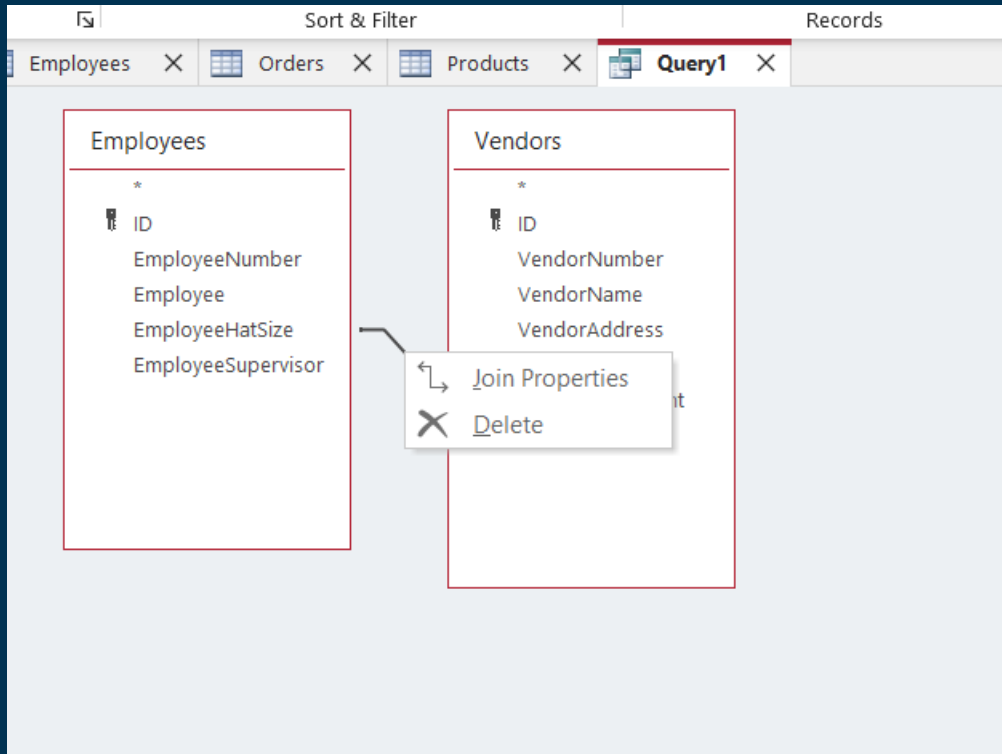 Sort & Filter Records
Employees Orders Products Query1
Employees
*
ID
EmployeeNumber
Employee
EmployeeHatSize
EmployeeSupervisor
Vendors
*
ID
VendorNumber
VendorName
VendorAddress
Join Properties
Delete